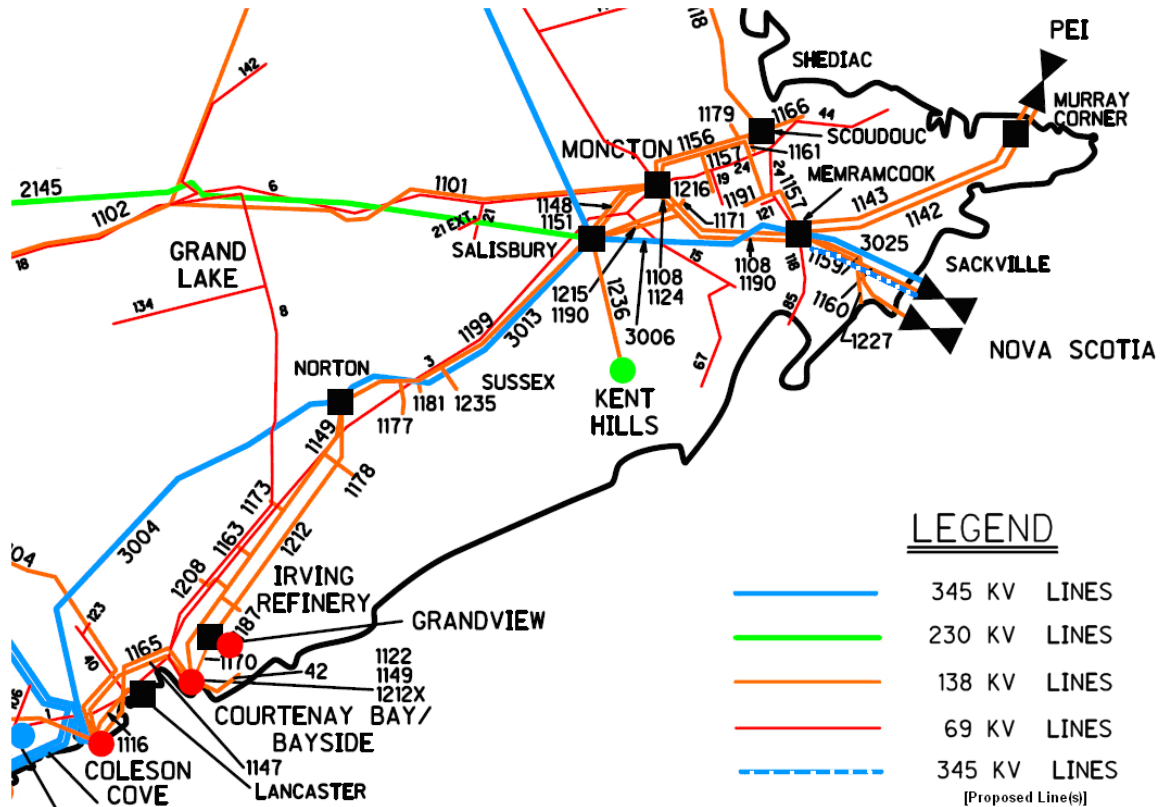 PEI
SHEDIAC
MURRAY
CORNER
142
1179
1166
44
SCOUDOUC
1156
MONCTON
1157
1161
19
24
24
MEMRAMCOOK
2145
6
1101
1216
1191
1157
1143
1102
21 EXT.
21
1148
1151
1171
121
1142
18
SALISBURY
3025
GRAND
LAKE
15
SACKVILLE
1108
1124
1108
1190
118
1159
1215
1190
1236
3006
85
1160
1227
134
8
1199
3013
NOVA SCOTIA
NORTON
3
SUSSEX
67
1181
1235
1177
KENT
HILLS
1149
1178
1173
3004
1163
1212
LEGEND
1208
IRVING
REFINERY
345 KV LINES
123
1187
GRANDVIEW
230 KV LINES
40
1165
1170
42
1122
1149
1212X
138 KV LINES
COURTENAY BAY/
BAYSIDE
69 KV LINES
1116
COLESON
COVE
1147
LANCASTER
345 KV LINES
[Proposed Line(s)]